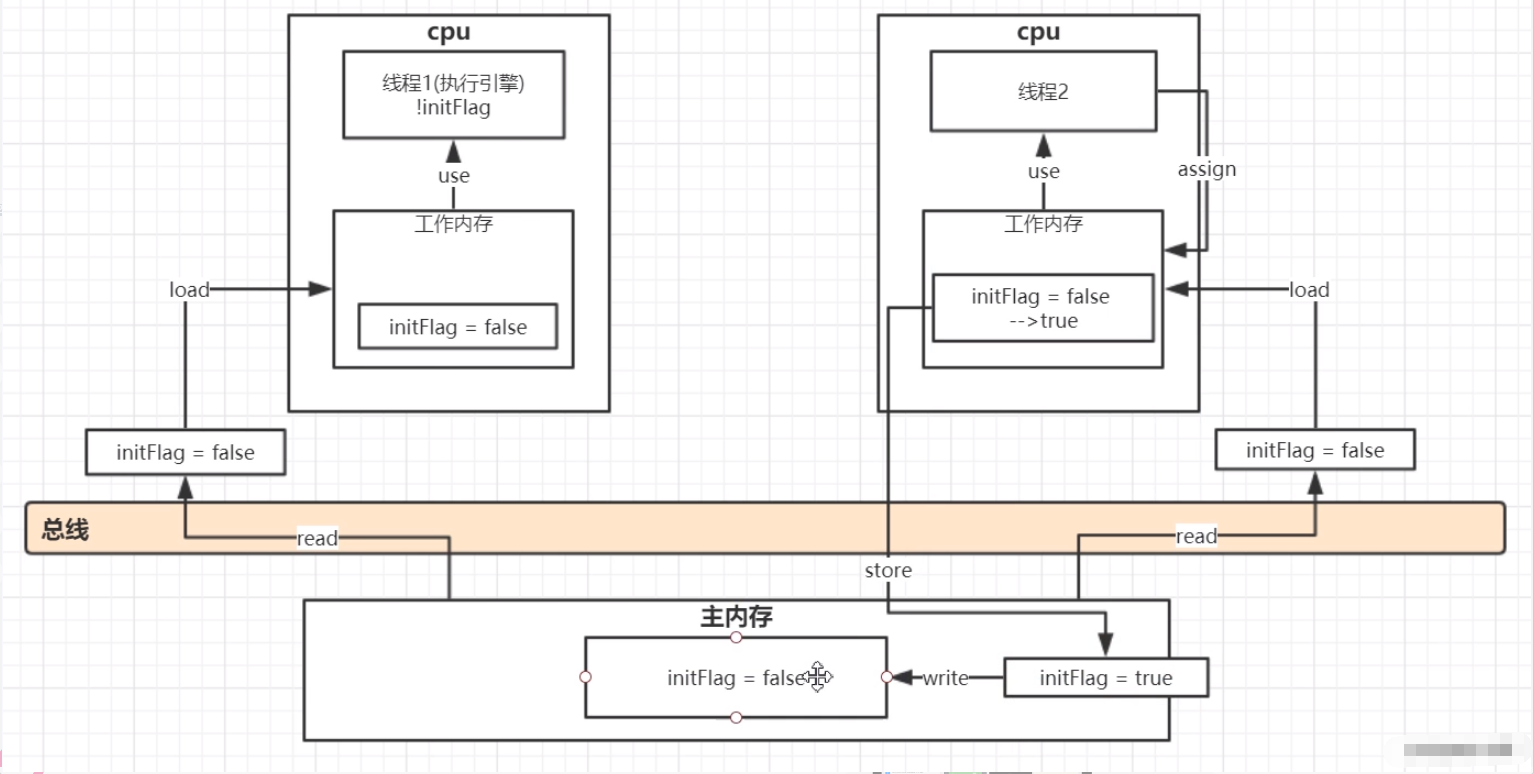 cpu
线程1(执行引擎)
!initFlag
use
工作内存
initFlag = false
load
initFlag = false
cpu
线程2
use
assign
工作内存
initFlag = false
-->true
load
initFlag = false
总线
read
read
store
主内存
initFlag = false
write
initFlag = true